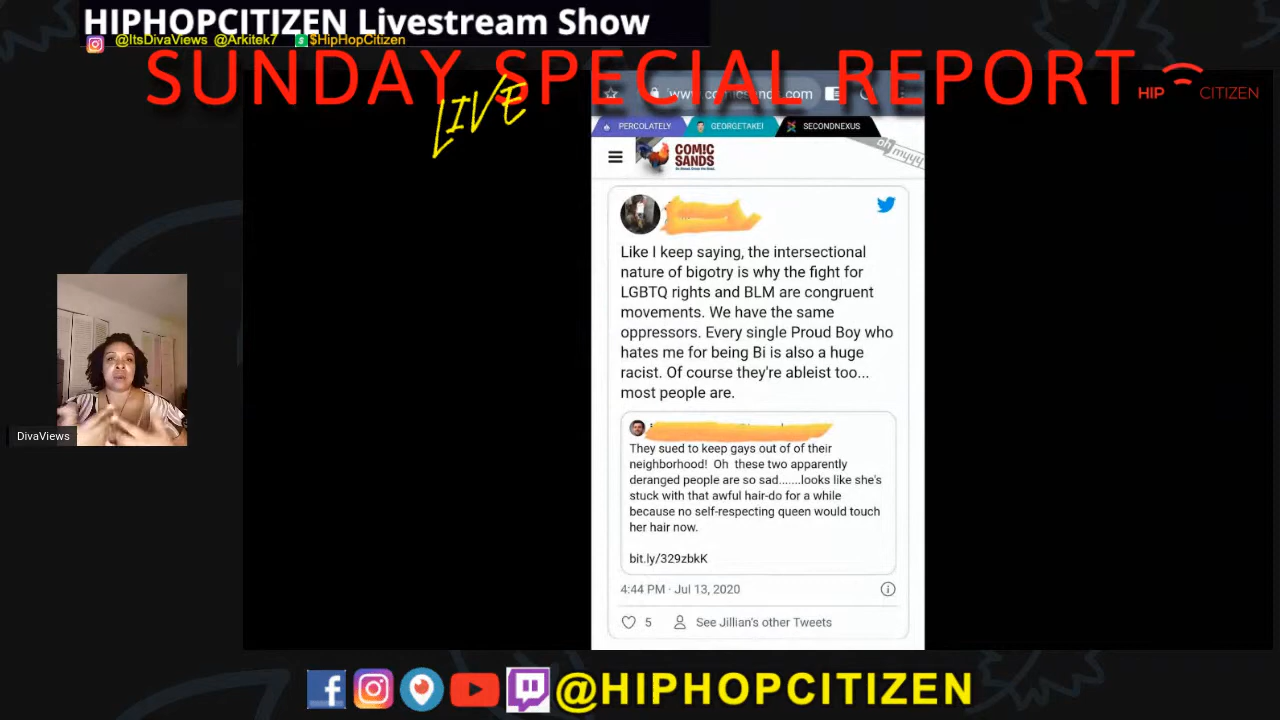 HIPHOPCITIZEN Livestream Show
@ItsDivaViews @Arkitek7 $HipHopCitizen
SUNDAY SPECIAL REPORT
LIVE
HIP CITIZEN
www.comicsands.com
PERCOLATELY GEORGETAKEI SECONDNEXUS
COMIC
SANDS
oh myyy
Like I keep saying, the intersectional
nature of bigotry is why the fight for
LGBTQ rights and BLM are congruent
movements. We have the same
oppressors. Every single Proud Boy who
hates me for being Bi is also a huge
racist. Of course they're ableist too...
most people are.
They sued to keep gays out of of their
neighborhood! Oh these two apparently
deranged people are so sad.......looks like she's
stuck with that awful hair-do for a while
because no self-respecting queen would touch
her hair now.
bit.ly/329zbkK
4:44 PM · Jul 13, 2020
5 See Jillian's other Tweets
DivaViews
@HIPHOPCITIZEN